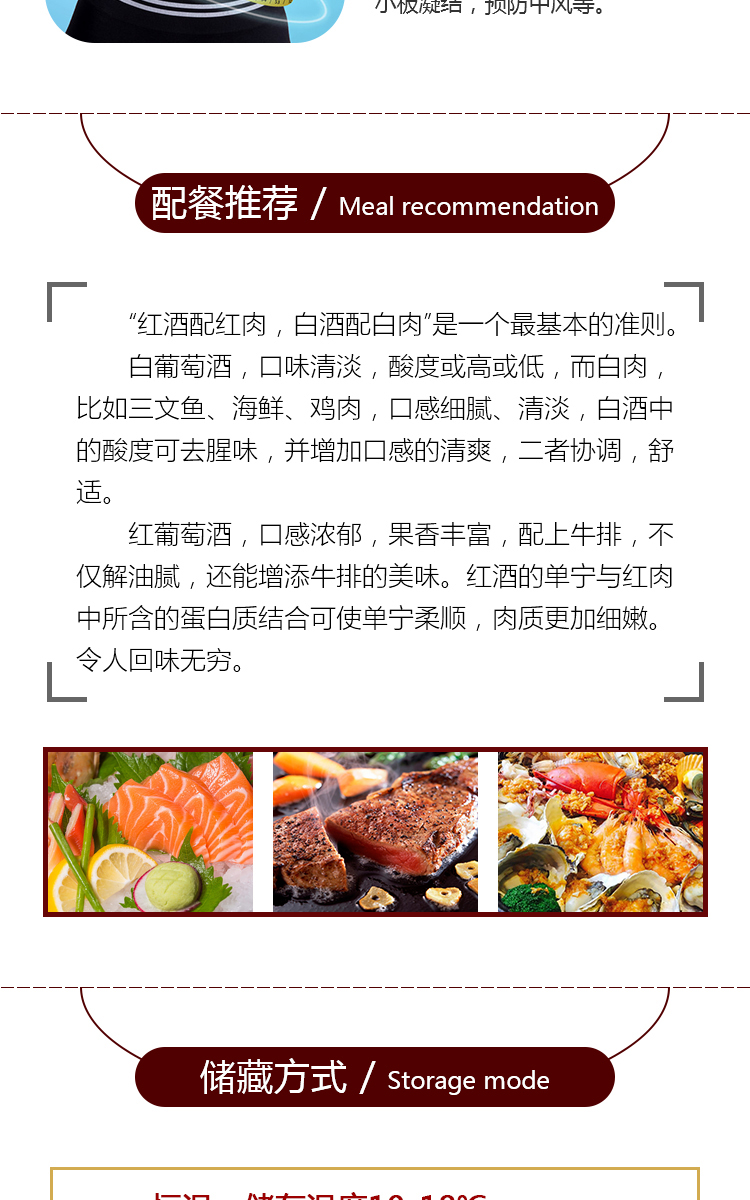 小板凝结，预防中风等。
配餐推荐 / Meal recommendation
“红酒配红肉，白酒配白肉”是一个最基本的准则。
白葡萄酒，口味清淡，酸度或高或低，而白肉，
比如三文鱼、海鲜、鸡肉，口感细腻、清淡，白酒中
的酸度可去腥味，并增加口感的清爽，二者协调，舒
适。
红葡萄酒，口感浓郁，果香丰富，配上牛排，不
仅解油腻，还能增添牛排的美味。红酒的单宁与红肉
中所含的蛋白质结合可使单宁柔顺，肉质更加细嫩。
令人回味无穷。
储藏方式 / Storage mode